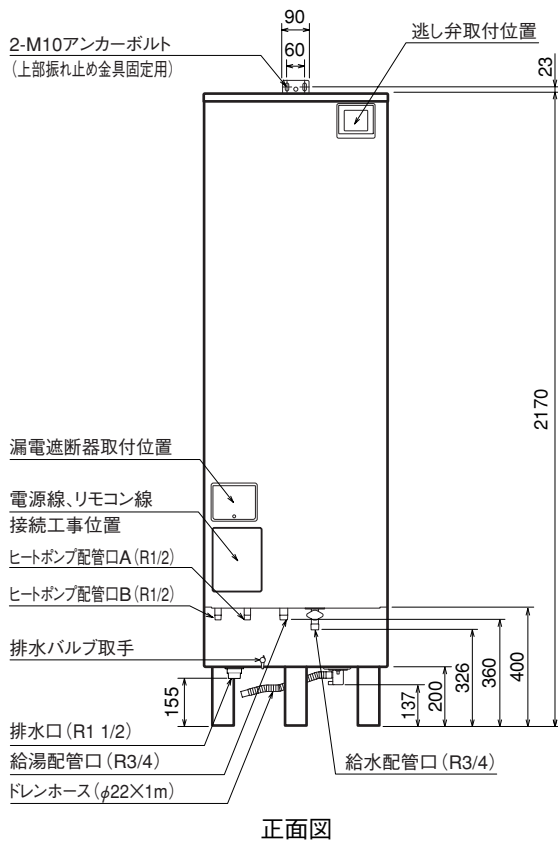 90
60
2-M10アンカーボルト
(上部振れ止め金具固定用)
逃し弁取付位置
23
2170
漏電遮断器取付位置
電源線、リモコン線
接続工事位置
ヒートポンプ配管口A(R1/2)
ヒートポンプ配管口B(R1/2)
排水バルブ取手
155
137
200
326
360
400
排水口(R1 1/2)
給湯配管口(R3/4)
給水配管口(R3/4)
ドレンホース(φ22×1m)
正面図